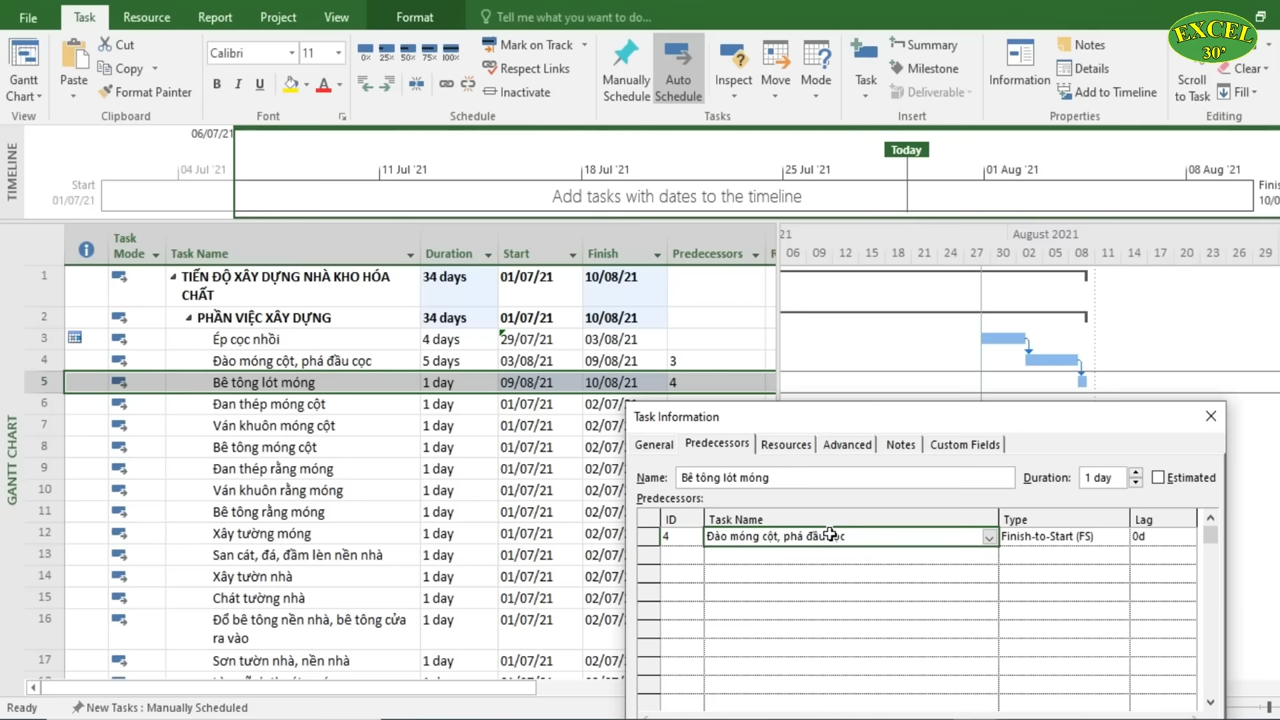 File Task Resource Report Project View Format Tell me what you want to do...
EXCEL
30'
Gantt Chart
View
Paste
Cut
Copy
Format Painter
Clipboard
Calibri 11
B I U A
Font
0% 25% 50% 75% 100%
Mark on Track
Respect Links
Inactivate
Schedule
Manually Schedule
Auto Schedule
Inspect
Move
Mode
Tasks
Task
Summary
Milestone
Deliverable
Insert
Information
Notes
Details
Add to Timeline
Properties
Scroll to Task
Clear
Fill
Editing
TIMELINE
06/07/21
Today
04 Jul '21 11 Jul '21 18 Jul '21 25 Jul '21 01 Aug '21 08 Aug '21
Start
01/07/21
Add tasks with dates to the timeline
Finis
10/0
GANTT CHART
Task Mode Task Name Duration Start Finish Predecessors R
21 August 2021
06 09 12 15 18 21 24 27 30 02 05 08 11 14 17 20 23 26 29
1 TIẾN ĐỘ XÂY DỰNG NHÀ KHO HÓA 34 days 01/07/21 10/08/21
CHẤT
2 PHẦN VIỆC XÂY DỰNG 34 days 01/07/21 10/08/21
3 Ép cọc nhồi 4 days 29/07/21 03/08/21
4 Đào móng cột, phá đầu cọc 5 days 03/08/21 09/08/21 3
5 Bê tông lót móng 1 day 09/08/21 10/08/21 4
6 Đan thép móng cột 1 day 01/07/21 02/07/
7 Ván khuôn móng cột 1 day 01/07/21 02/07/
8 Bê tông móng cột 1 day 01/07/21 02/07/
9 Đan thép rằng móng 1 day 01/07/21 02/07/
10 Ván khuôn rằng móng 1 day 01/07/21 02/07/
11 Bê tông rằng móng 1 day 01/07/21 02/07/
12 Xây tường móng 1 day 01/07/21 02/07/
13 San cát, đá, đầm lèn nền nhà 1 day 01/07/21 02/07/
14 Xây tườn nhà 1 day 01/07/21 02/07/
15 Chát tường nhà 1 day 01/07/21 02/07/
16 Đổ bê tông nền nhà, bê tông cửa 1 day 01/07/21 02/07/
ra vào
17 Sơn tườn nhà, nền nhà 1 day 01/07/21 02/07/
Task Information
General Predecessors Resources Advanced Notes Custom Fields
Name: Bê tông lót móng Duration: 1 day Estimated
Predecessors:
ID Task Name Type Lag
4 Đào móng cột, phá đầu cọc Finish-to-Start (FS) 0d
Ready New Tasks : Manually Scheduled